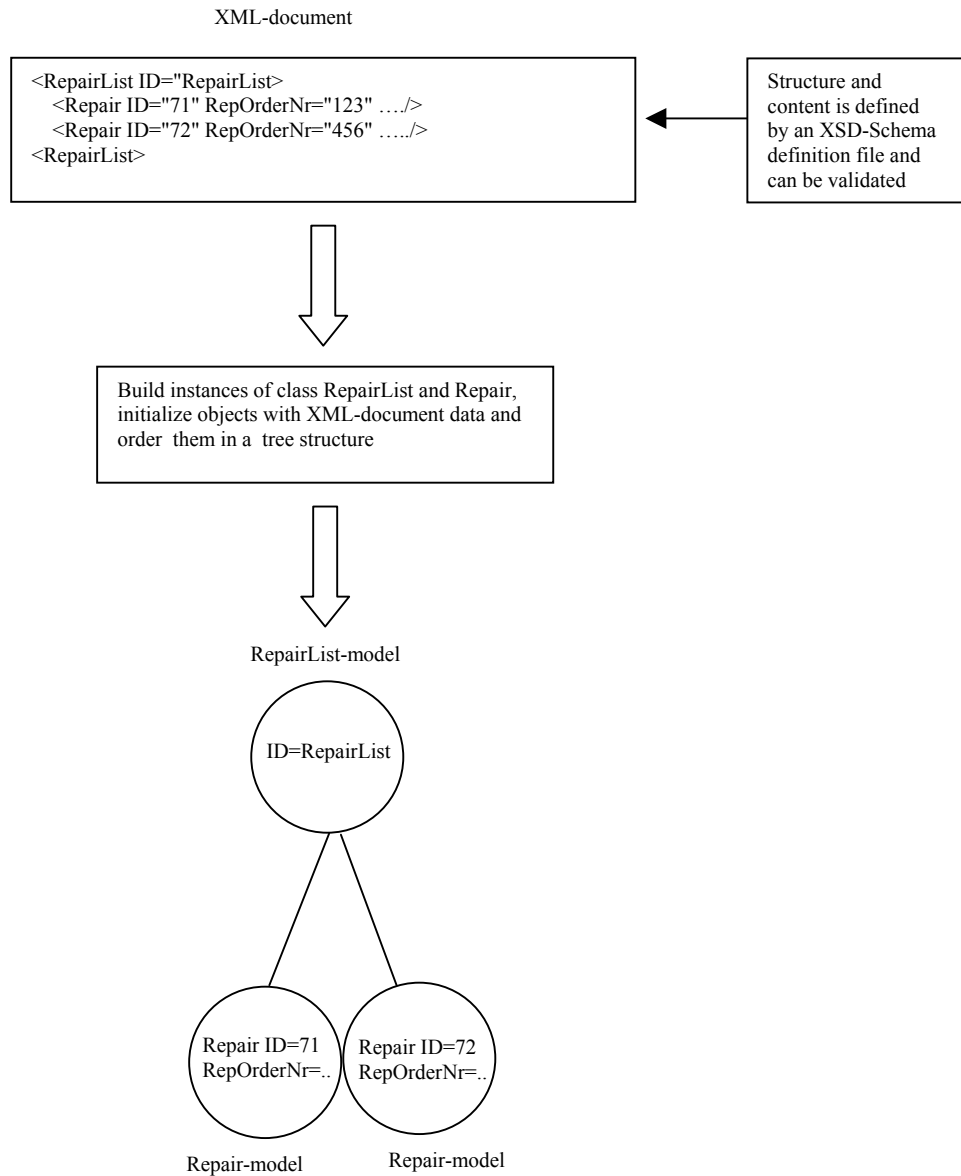 XML-document
<RepairList ID="RepairList>
<Repair ID="71" RepOrderNr="123" …./>
<Repair ID="72" RepOrderNr="456" …../>
<RepairList>
Structure and
content is defined
by an XSD-Schema
definition file and
can be validated
Build instances of class RepairList and Repair,
initialize objects with XML-document data and
order them in a tree structure
RepairList-model
ID=RepairList
Repair ID=71
RepOrderNr=..
Repair ID=72
RepOrderNr=..
Repair-model
Repair-model